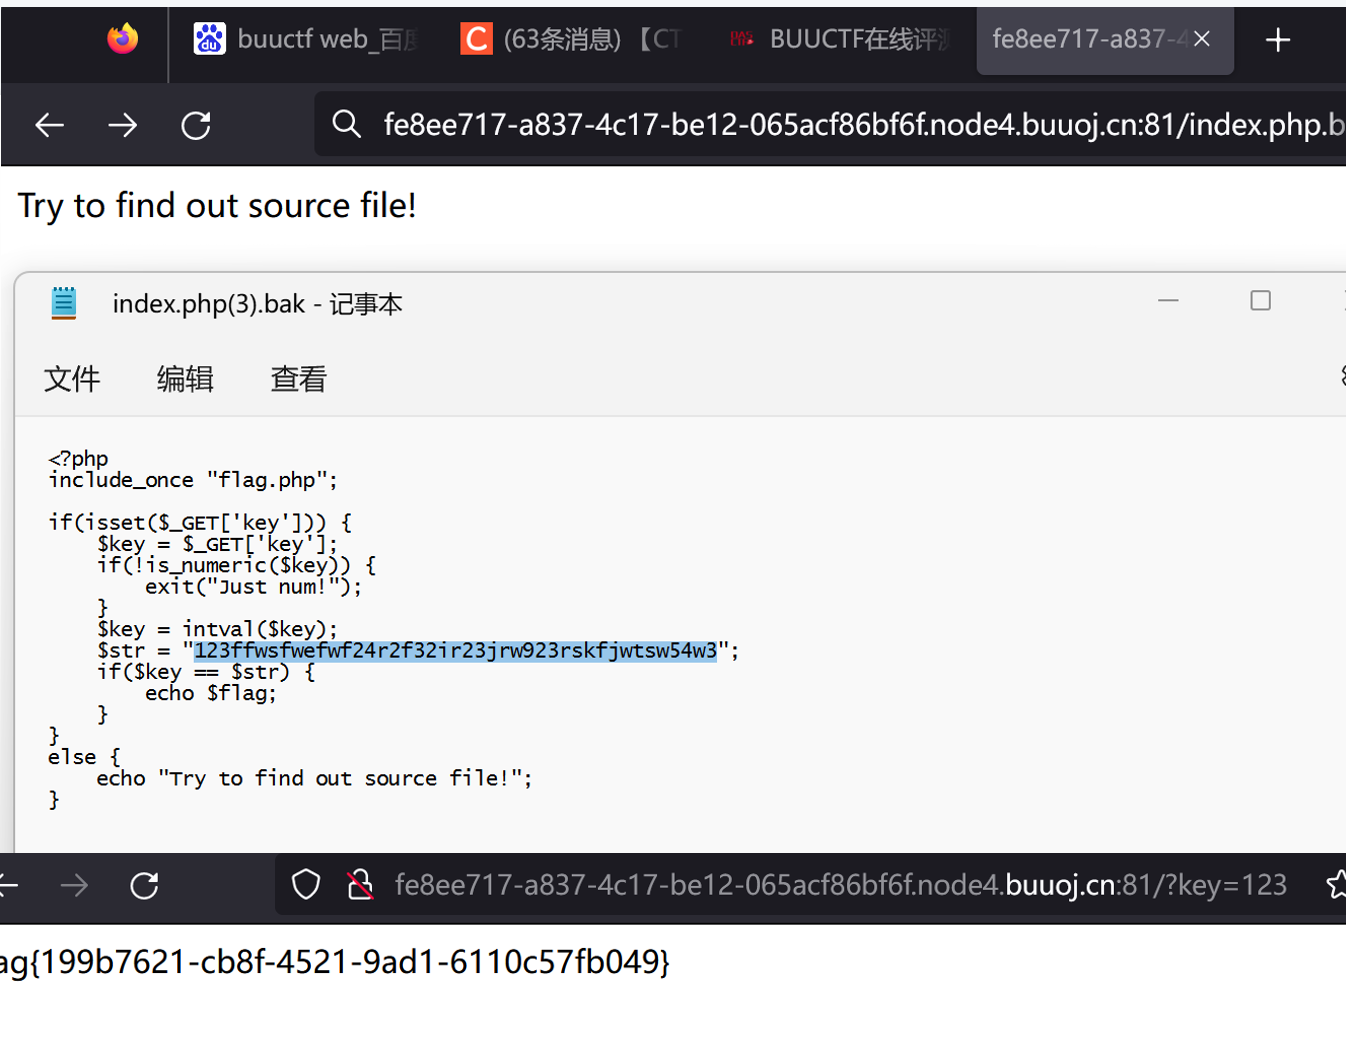 buuctf web_百度
(63条消息)【CT
BUUCTF在线评测
fe8ee717-a837-4
fe8ee717-a837-4c17-be12-065acf86bf6f.node4.buuoj.cn:81/index.php.b
Try to find out source file!
index.php(3).bak - 记事本
文件 编辑 查看
<?php
include_once "flag.php";
if(isset($_GET['key'])) {
$key = $_GET['key'];
if(!is_numeric($key)) {
exit("Just num!");
}
$key = intval($key);
$str = "123ffwsfwefwf24r2f32ir23jrw923rskfjwtsw54w3";
if($key == $str) {
echo $flag;
}
}
else {
echo "Try to find out source file!";
}
fe8ee717-a837-4c17-be12-065acf86bf6f.node4.buuoj.cn:81/?key=123
ag{199b7621-cb8f-4521-9ad1-6110c57fb049}